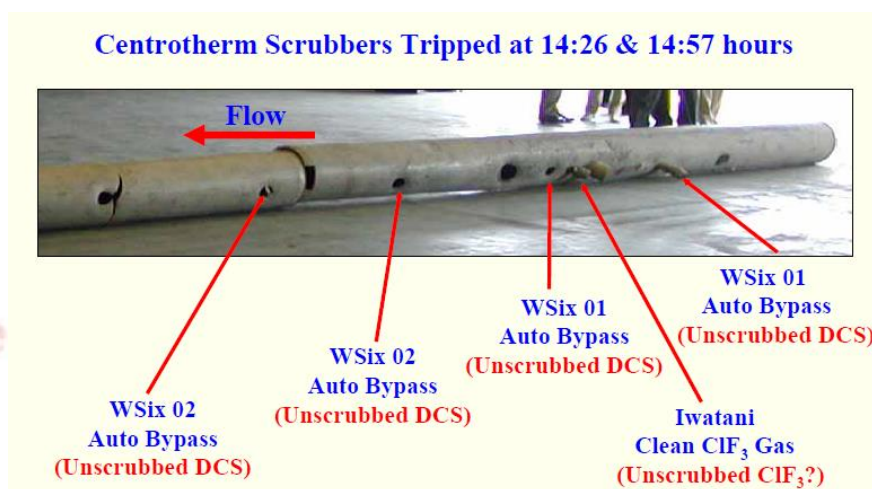 Centrotherm Scrubbers Tripped at 14:26 & 14:57 hours
Flow
WSix 02
Auto Bypass
(Unscrubbed DCS)
WSix 02
Auto Bypass
(Unscrubbed DCS)
WSix 01
Auto Bypass
(Unscrubbed DCS)
Iwatani
Clean ClF₃ Gas
(Unscrubbed ClF₃?)
WSix 01
Auto Bypass
(Unscrubbed DCS)